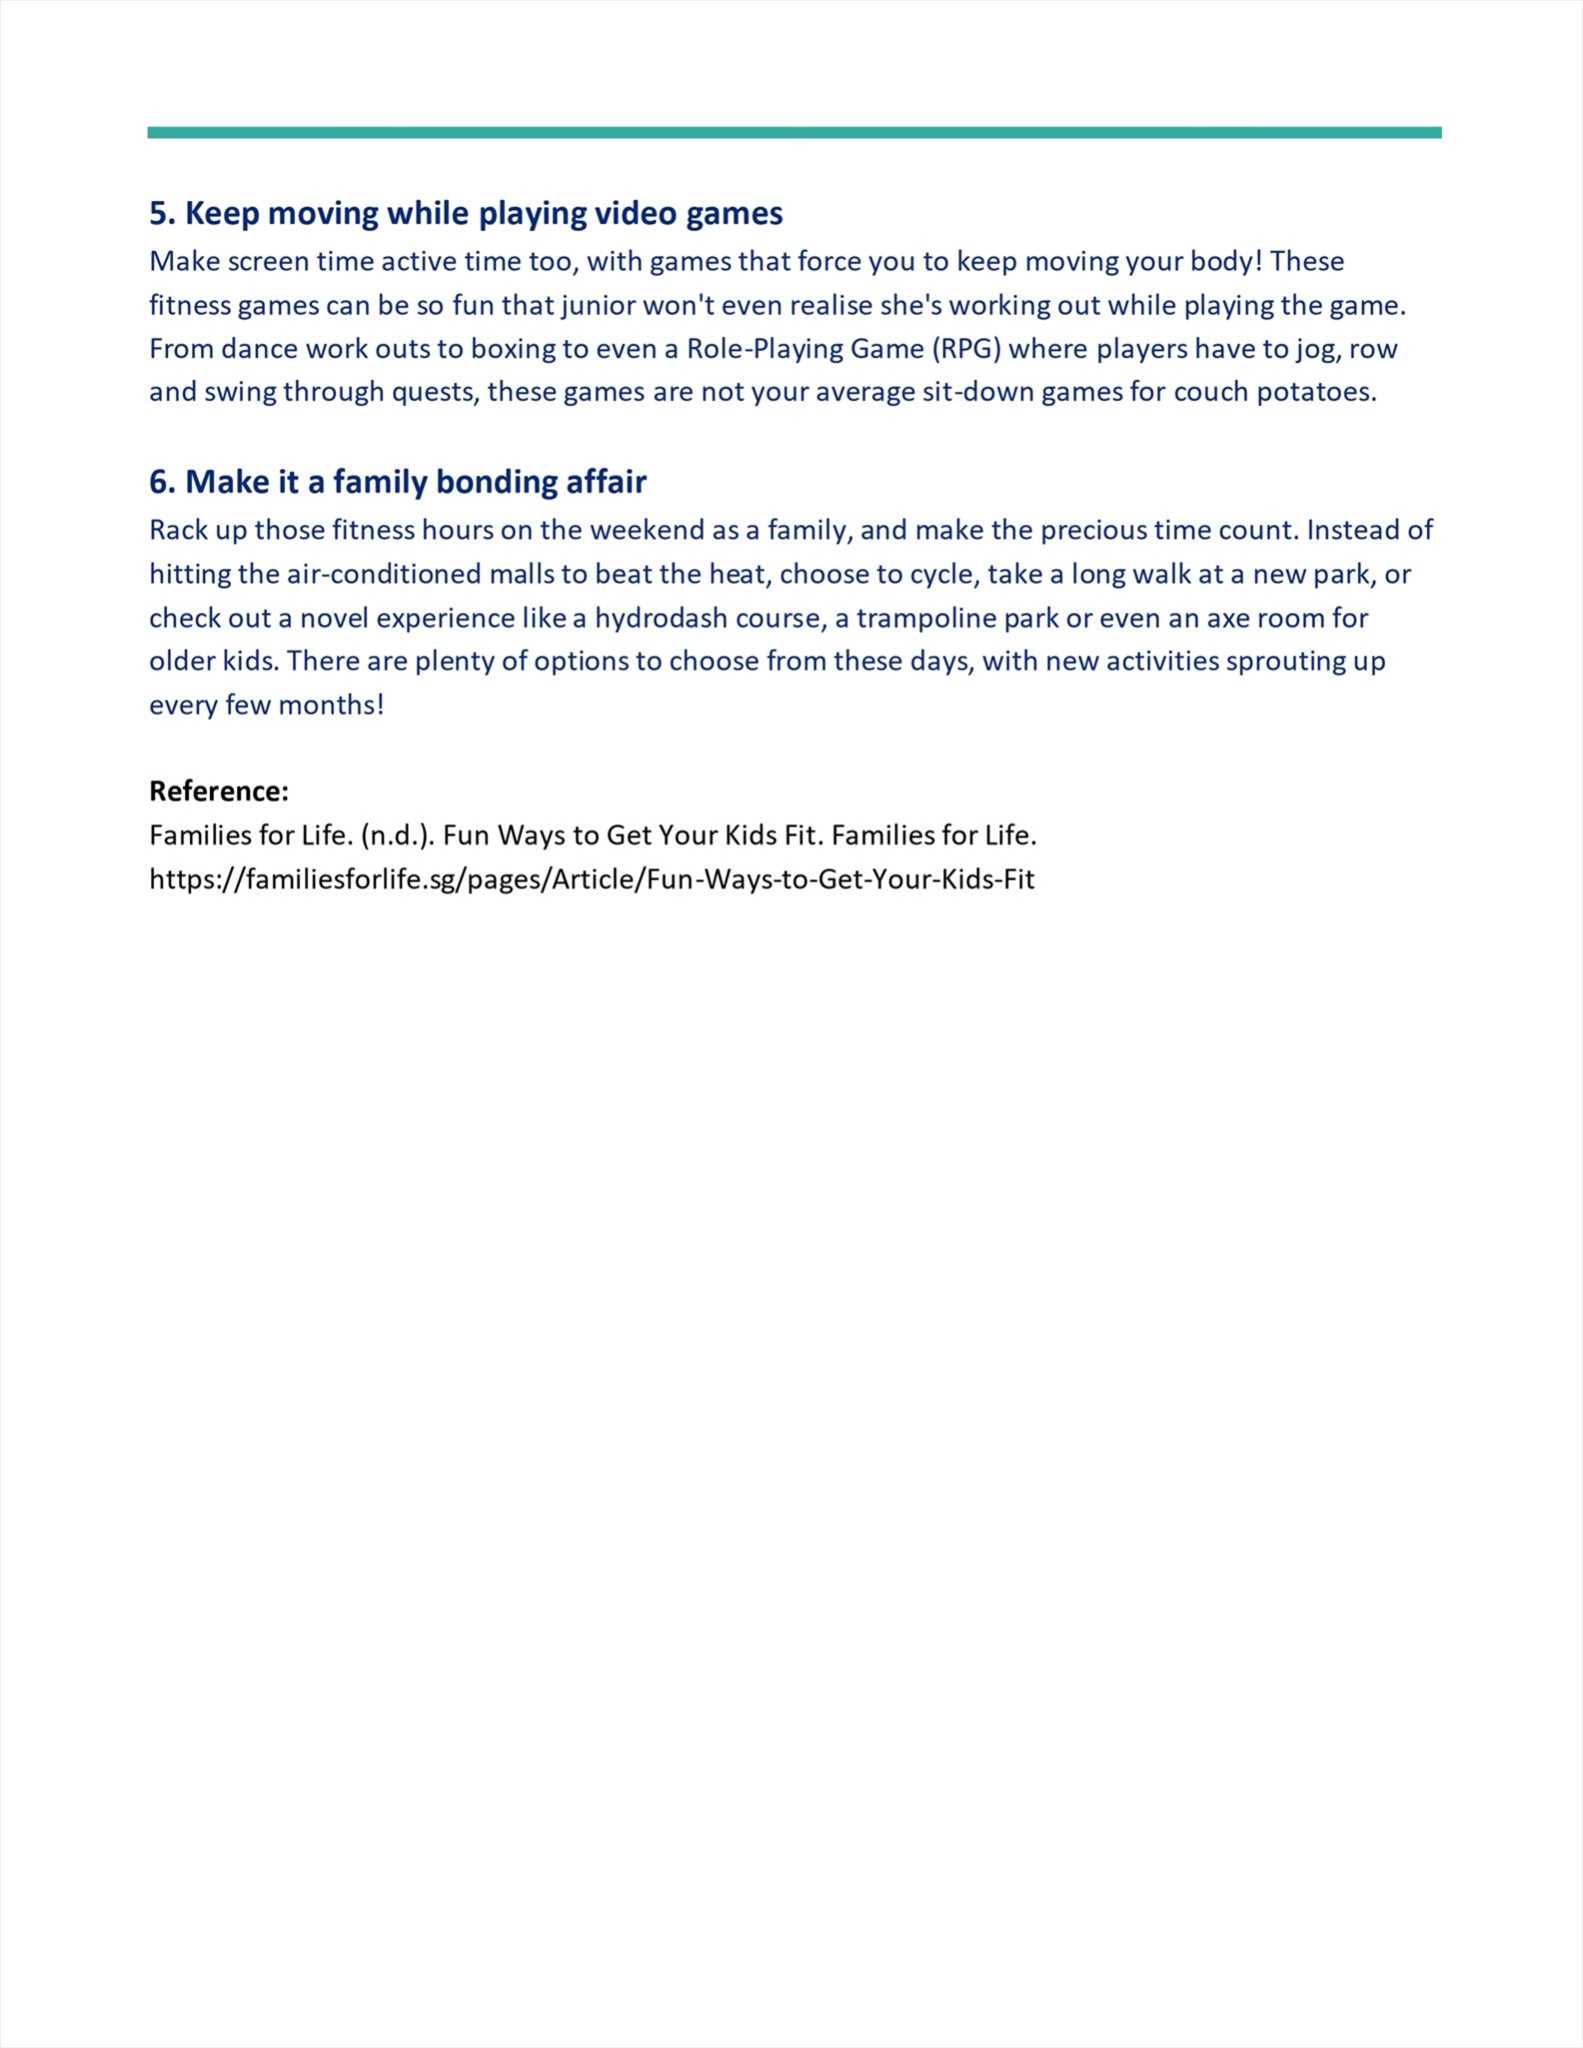 5. Keep moving while playing video games
Make screen time active time too, with games that force you to keep moving your body! These
fitness games can be so fun that junior won't even realise she's working out while playing the game.
From dance work outs to boxing to even a Role-Playing Game (RPG) where players have to jog, row
and swing through quests, these games are not your average sit-down games for couch potatoes.
6. Make it a family bonding affair
Rack up those fitness hours on the weekend as a family, and make the precious time count. Instead of
hitting the air-conditioned malls to beat the heat, choose to cycle, take a long walk at a new park, or
check out a novel experience like a hydrodash course, a trampoline park or even an axe room for
older kids. There are plenty of options to choose from these days, with new activities sprouting up
every few months!
Reference:
Families for Life. (n.d.). Fun Ways to Get Your Kids Fit. Families for Life.
https://familiesforlife.sg/pages/Article/Fun-Ways-to-Get-Your-Kids-Fit